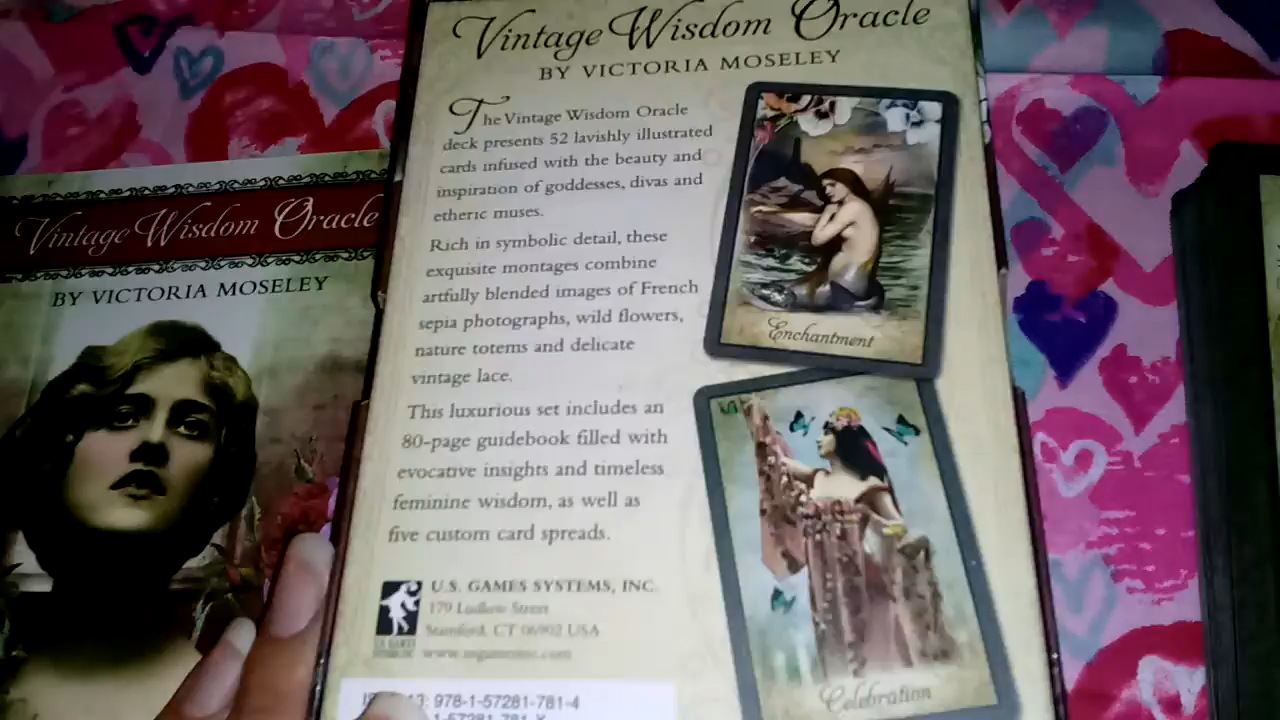 Vintage Wisdom Oracle
BY VICTORIA MOSELEY
Vintage Wisdom Oracle
BY VICTORIA MOSELEY
The Vintage Wisdom Oracle
deck presents 52 lavishly illustrated
cards infused with the beauty and
inspiration of goddesses, divas and
etheric muses.
Rich in symbolic detail, these
exquisite montages combine
artfully blended images of French
sepia photographs, wild flowers,
nature totems and delicate
vintage lace.
This luxurious set includes an
80-page guidebook filled with
evocative insights and timeless
feminine wisdom, as well as
five custom card spreads.
Enchantment
Celebration
U.S. GAMES SYSTEMS, INC.
179 Ludlow Street
Stamford, CT 06902 USA
978-1-57281-781-4